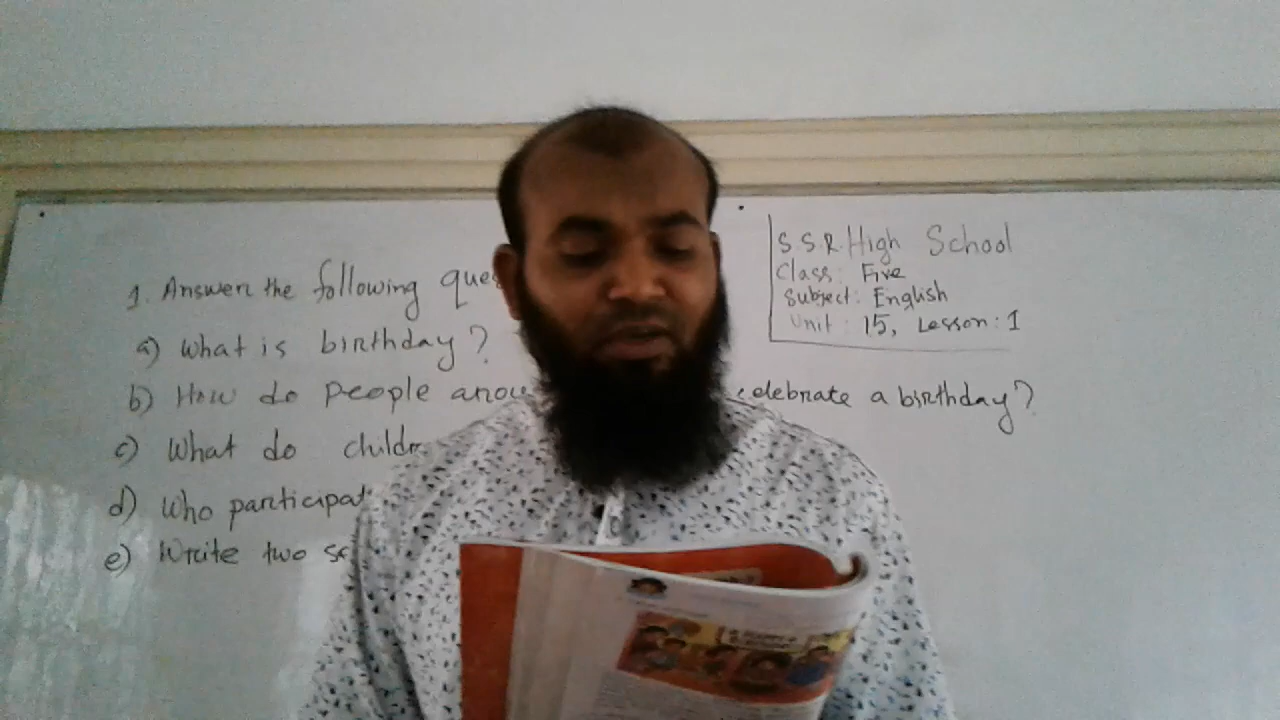 S.S.R. High School
Class: Five
Subject: English
Unit: 15, Lesson: 1
1. Answer the following ques
a) What is birthday?
b) How do people arou celebrate a birthday?
c) What do childr
d) Who participat
e) Write two se